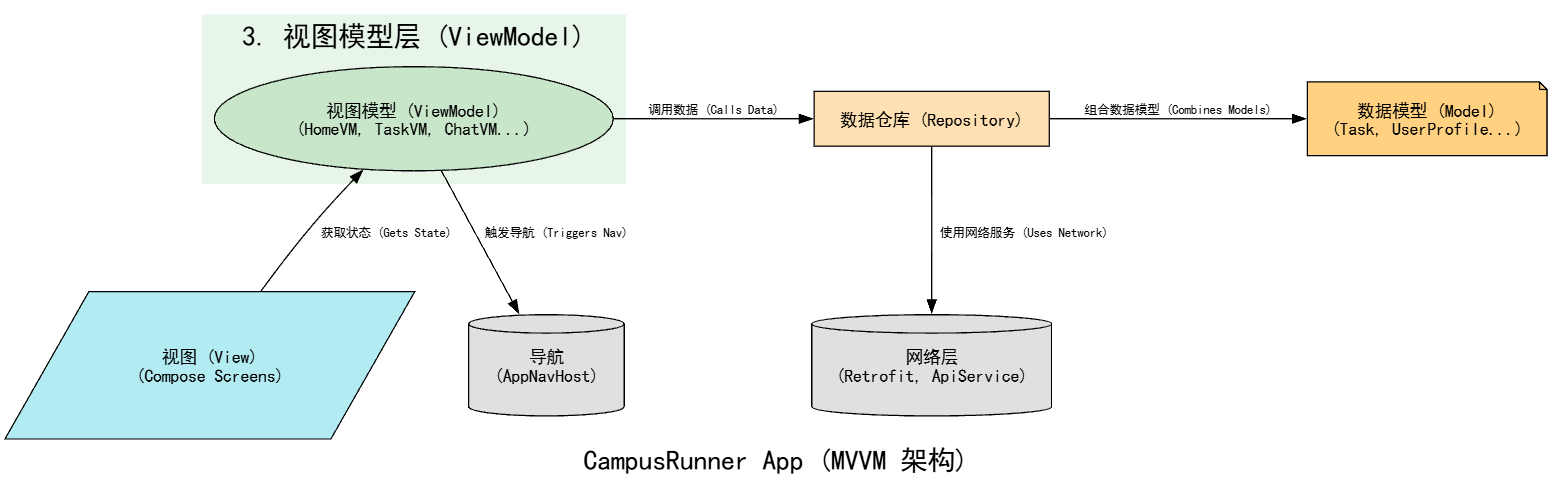 3. 视图模型层 (ViewModel)
视图模型 (ViewModel)
(HomeVM, TaskVM, ChatVM...)
调用数据 (Calls Data)
数据仓库 (Repository)
组合数据模型 (Combines Models)
数据模型 (Model)
(Task, UserProfile...)
获取状态 (Gets State)
触发导航 (Triggers Nav)
使用网络服务 (Uses Network)
视图 (View)
(Compose Screens)
导航
(AppNavHost)
网络层
(Retrofit, ApiService)
CampusRunner App (MVVM 架构)